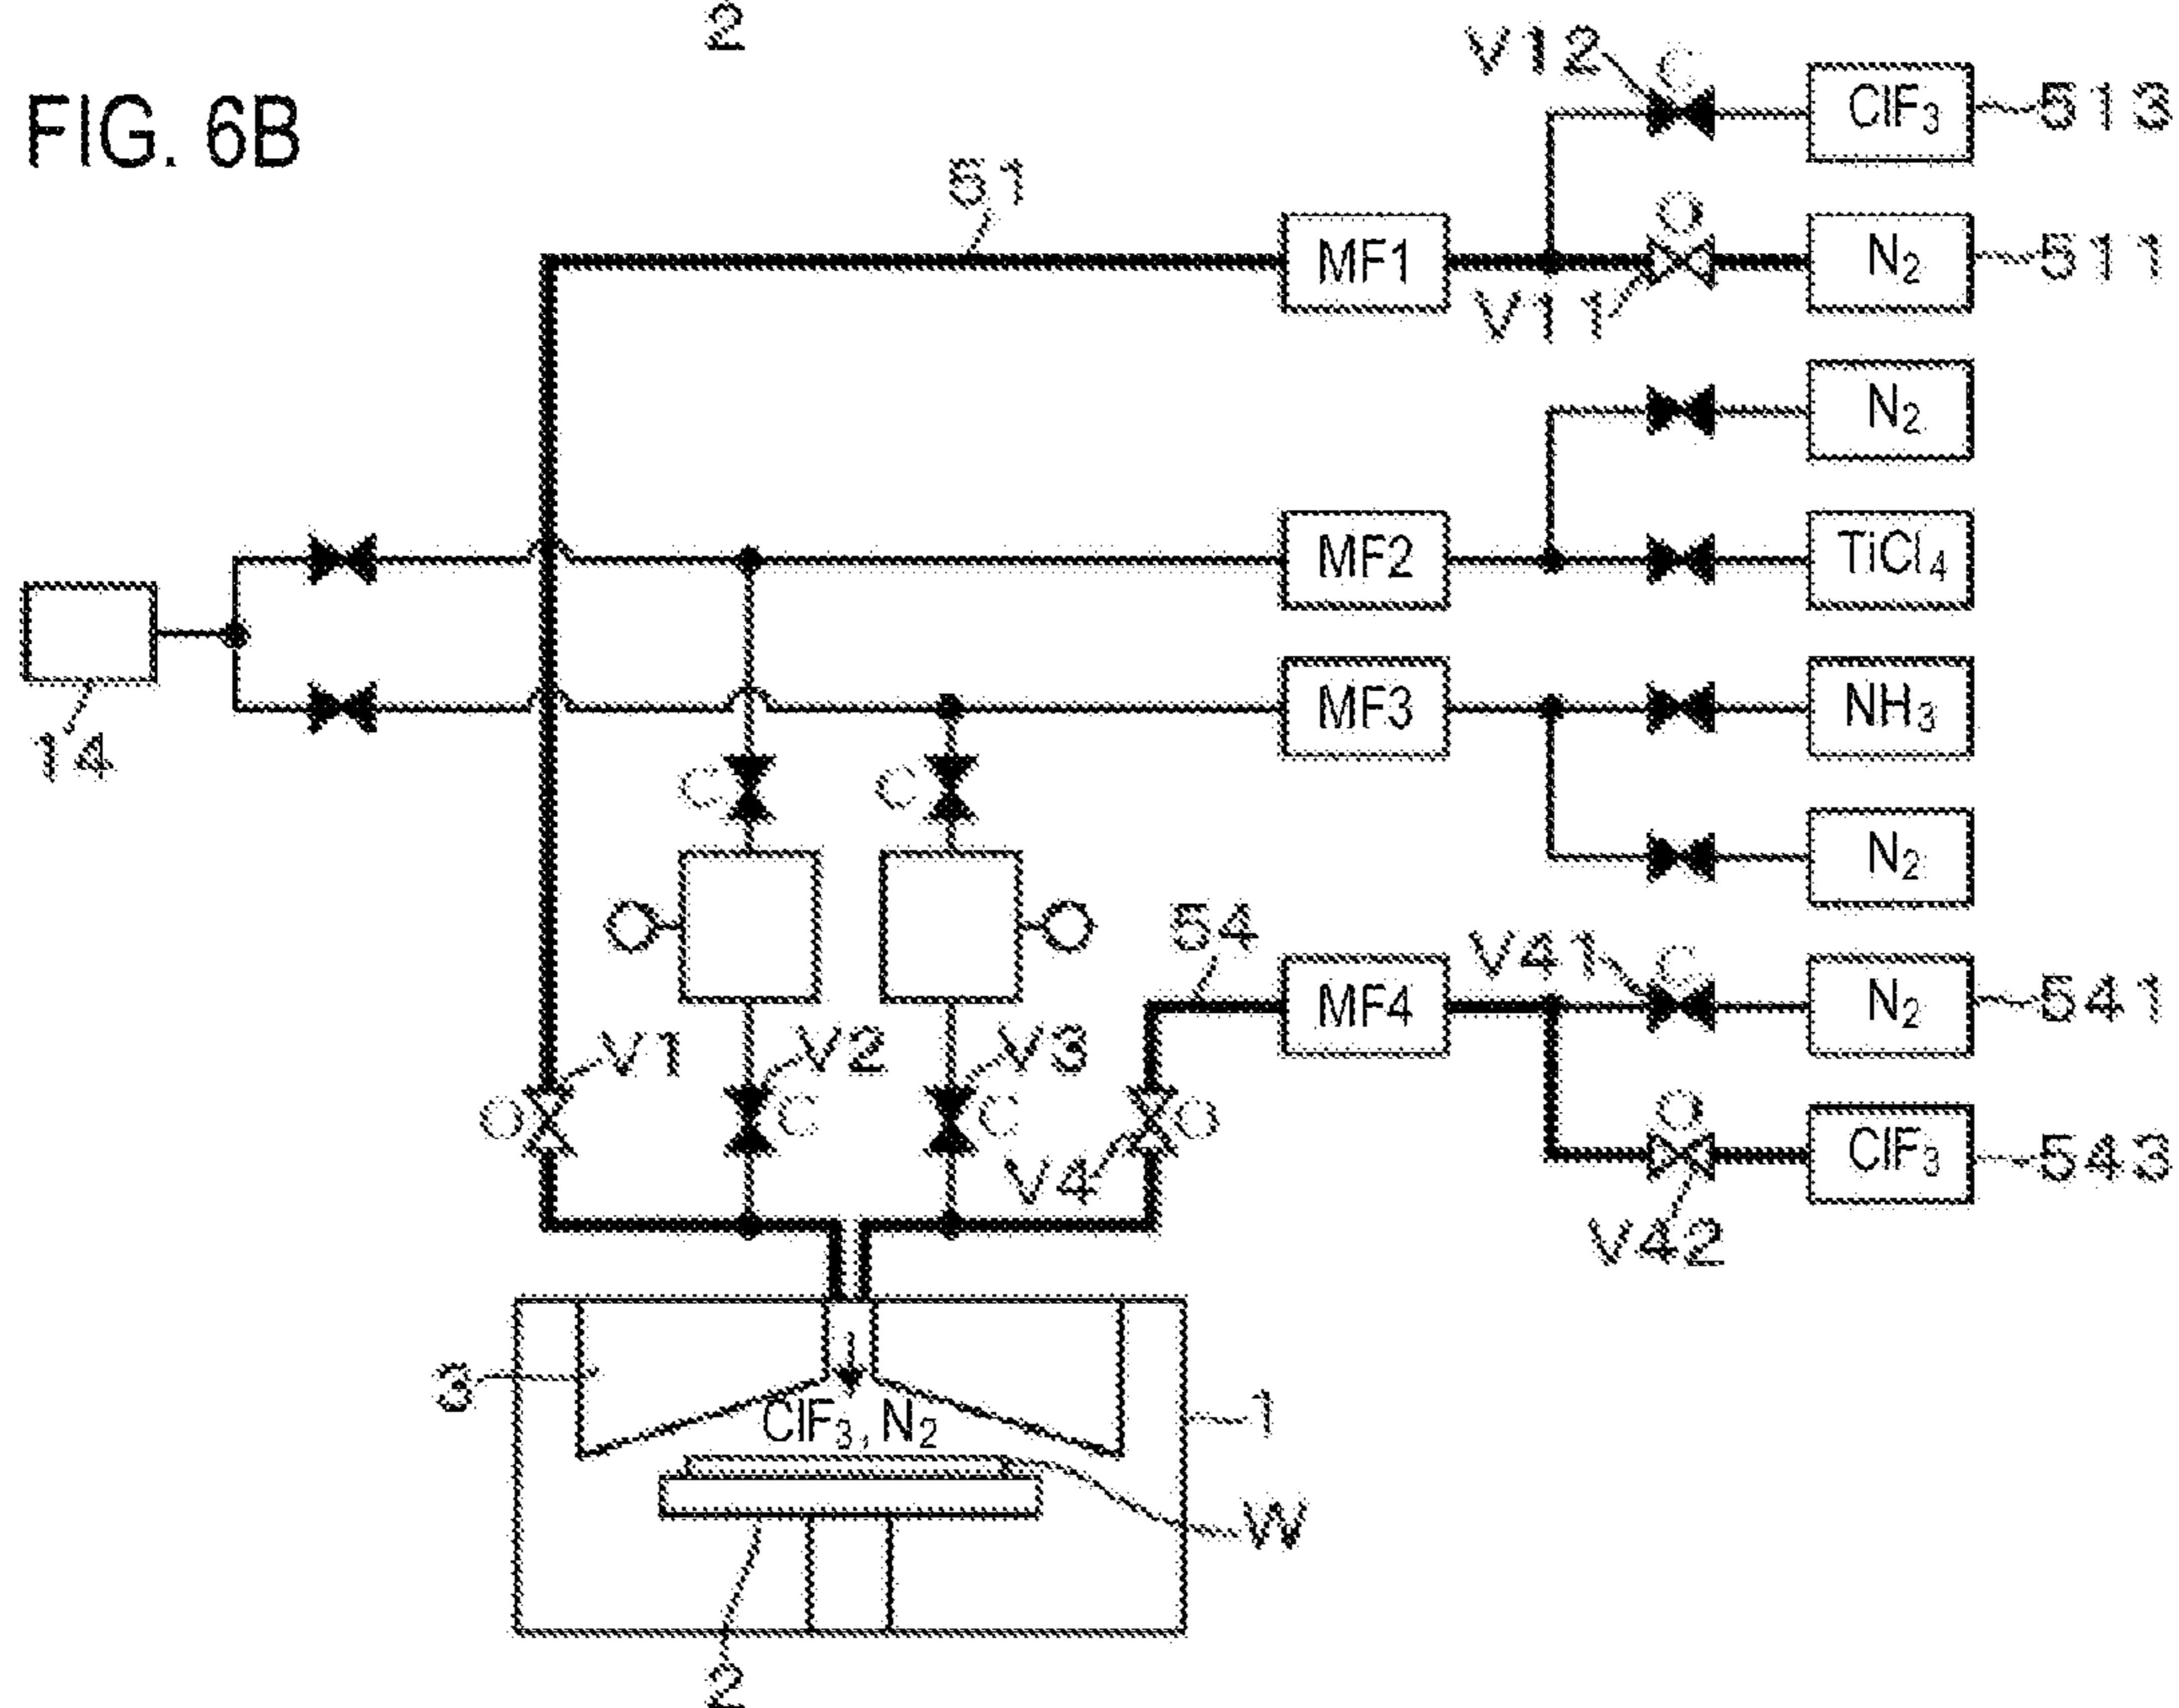 2
FIG. 6B
V12 C ClF₃ 513
51
O
MF1 N₂ 511
V11
N₂
MF2 TiCl₄
14
MF3 NH₃
C C
N₂
54 V41 C
MF4 N₂ 541
V1 V2 V3
O C C O
O
V4 ClF₃ 543
V42
3
ClF₃, N₂
1
W
2